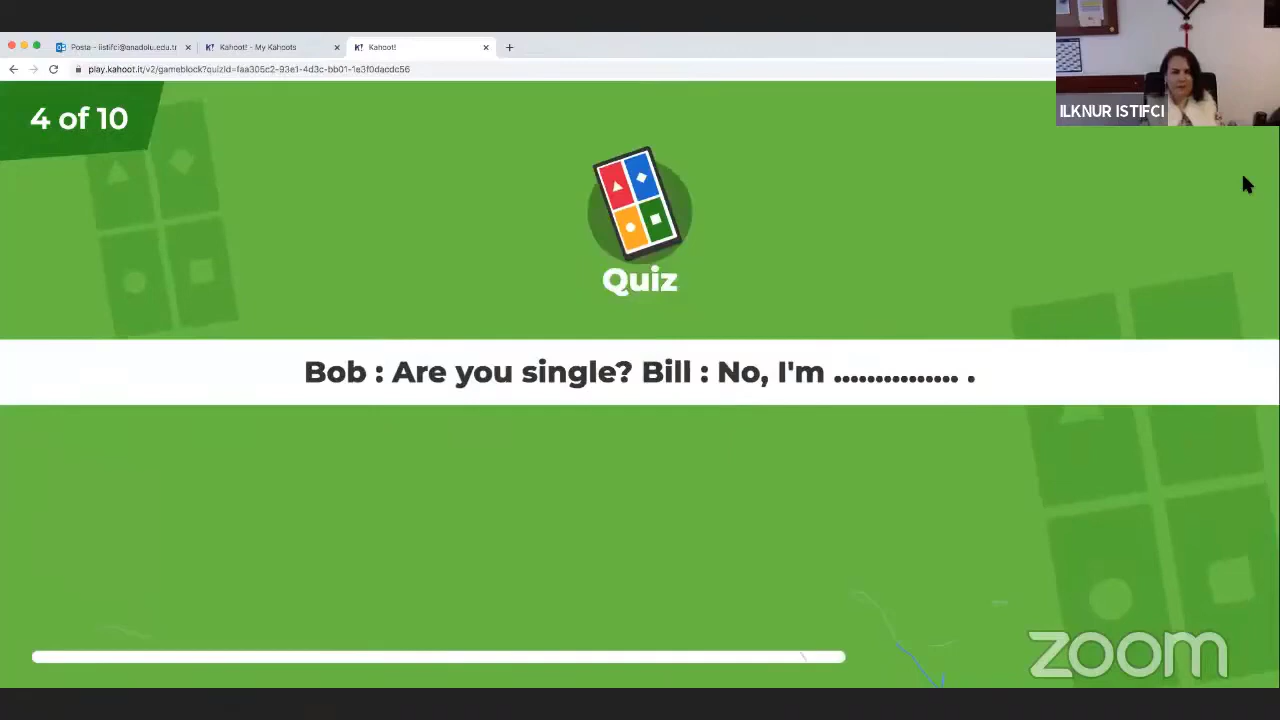 Posta - iistifci@anadolu.edu.tr
Kahoot! - My Kahoots
Kahoot!
play.kahoot.it/v2/gameblock?quizId=faa305c2-93e1-4d3c-bb01-1e3f0dacdc56
ILKNUR ISTIFCI
4 of 10
Quiz
Bob : Are you single? Bill : No, I'm ............... .
zoom